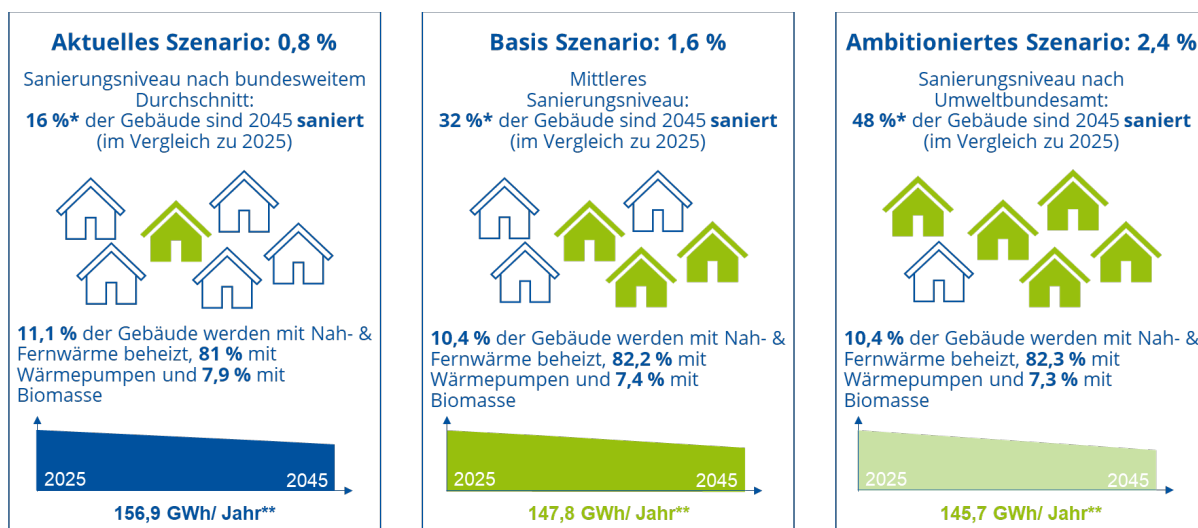 Aktuelles Szenario: 0,8 %
Sanierungsniveau nach bundesweitem
Durchschnitt:
16 %* der Gebäude sind 2045 saniert
(im Vergleich zu 2025)
11,1 % der Gebäude werden mit Nah- &
Fernwärme beheizt, 81 % mit
Wärmepumpen und 7,9 % mit
Biomasse
2025
2045
156,9 GWh/ Jahr**
Basis Szenario: 1,6 %
Mittleres
Sanierungsniveau:
32 %* der Gebäude sind 2045 saniert
(im Vergleich zu 2025)
10,4 % der Gebäude werden mit Nah- &
Fernwärme beheizt, 82,2 % mit
Wärmepumpen und 7,4 % mit
Biomasse
2025
2045
147,8 GWh/ Jahr**
Ambitioniertes Szenario: 2,4 %
Sanierungsniveau nach
Umweltbundesamt:
48 %* der Gebäude sind 2045 saniert
(im Vergleich zu 2025)
10,4 % der Gebäude werden mit Nah- &
Fernwärme beheizt, 82,3 % mit
Wärmepumpen und 7,3 % mit
Biomasse
2025
2045
145,7 GWh/ Jahr**